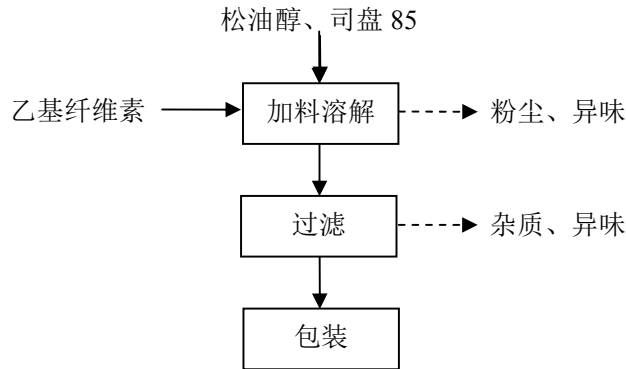 松油醇、司盘 85
乙基纤维素
加料溶解
粉尘、异味
过滤
杂质、异味
包装